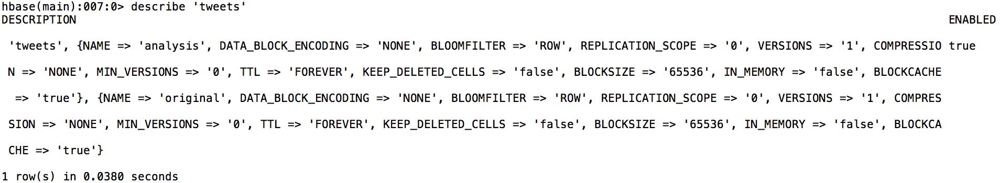 hbase(main):007:0> describe 'tweets'
DESCRIPTION ENABLED
'tweets', {NAME => 'analysis', DATA_BLOCK_ENCODING => 'NONE', BLOOMFILTER => 'ROW', REPLICATION_SCOPE => '0', VERSIONS => '1', COMPRESSIO true
N => 'NONE', MIN_VERSIONS => '0', TTL => 'FOREVER', KEEP_DELETED_CELLS => 'false', BLOCKSIZE => '65536', IN_MEMORY => 'false', BLOCKCACHE
=> 'true'}, {NAME => 'original', DATA_BLOCK_ENCODING => 'NONE', BLOOMFILTER => 'ROW', REPLICATION_SCOPE => '0', VERSIONS => '1', COMPRES
SION => 'NONE', MIN_VERSIONS => '0', TTL => 'FOREVER', KEEP_DELETED_CELLS => 'false', BLOCKSIZE => '65536', IN_MEMORY => 'false', BLOCKCA
CHE => 'true'}
1 row(s) in 0.0380 seconds